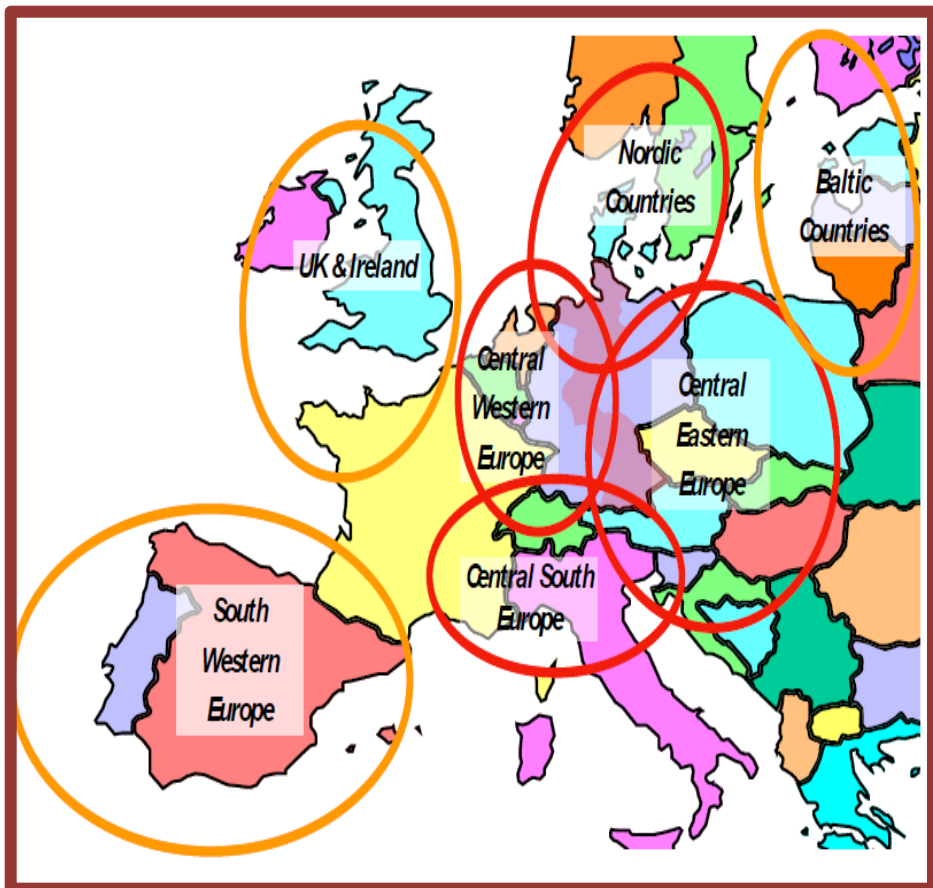 Nordic
Countries
Baltic
Countries
UK & Ireland
Central
Western
Europe
Central
Eastern
Europe
Central South
Europe
South
Western
Europe